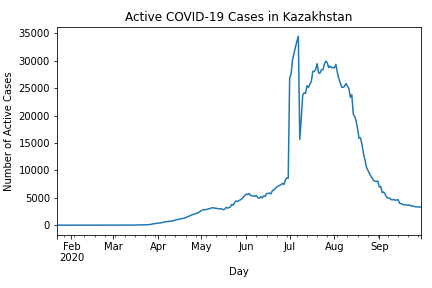 Active COVID-19 Cases in Kazakhstan
Number of Active Cases
35000
30000
25000
20000
15000
10000
5000
0
Feb Mar Apr May Jun Jul Aug Sep
2020
Day